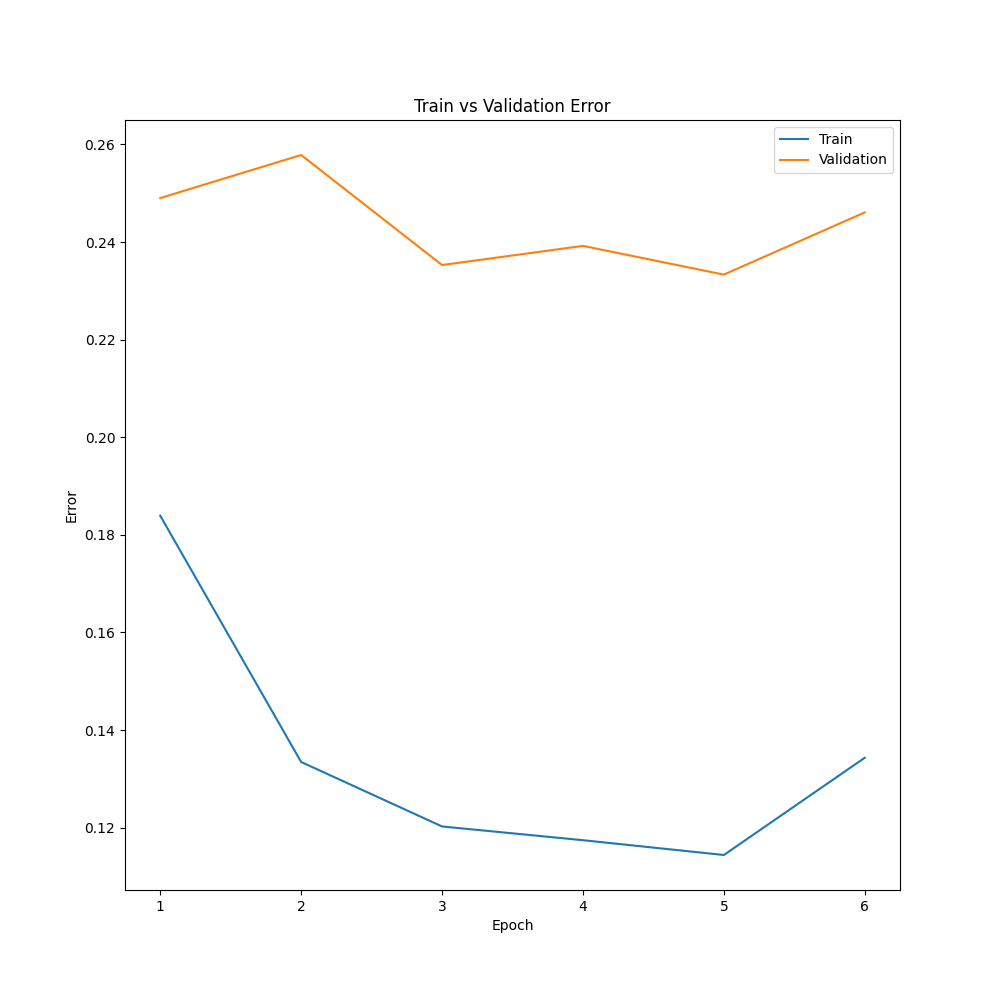 Train vs Validation Error
Train
Validation
0.26
0.24
0.22
0.20
0.18
0.16
0.14
0.12
Error
1 2 3 4 5 6
Epoch